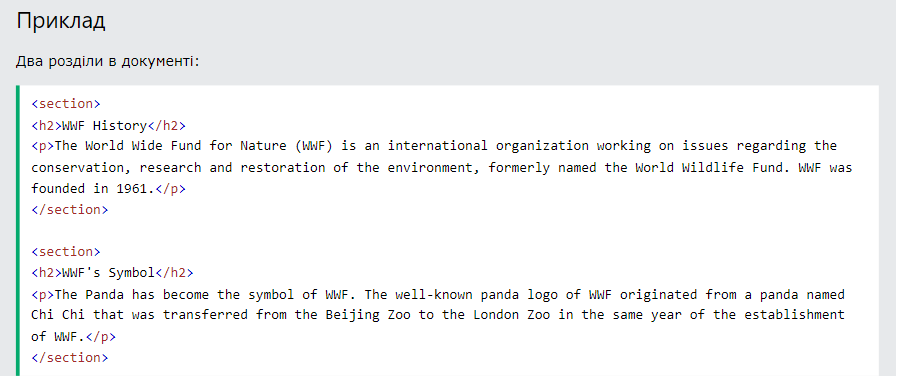 Приклад
Два розділи в документі:
<section>
<h2>WWF History</h2>
<p>The World Wide Fund for Nature (WWF) is an international organization working on issues regarding the
conservation, research and restoration of the environment, formerly named the World Wildlife Fund. WWF was
founded in 1961.</p>
</section>
<section>
<h2>WWF's Symbol</h2>
<p>The Panda has become the symbol of WWF. The well-known panda logo of WWF originated from a panda named
Chi Chi that was transferred from the Beijing Zoo to the London Zoo in the same year of the establishment
of WWF.</p>
</section>